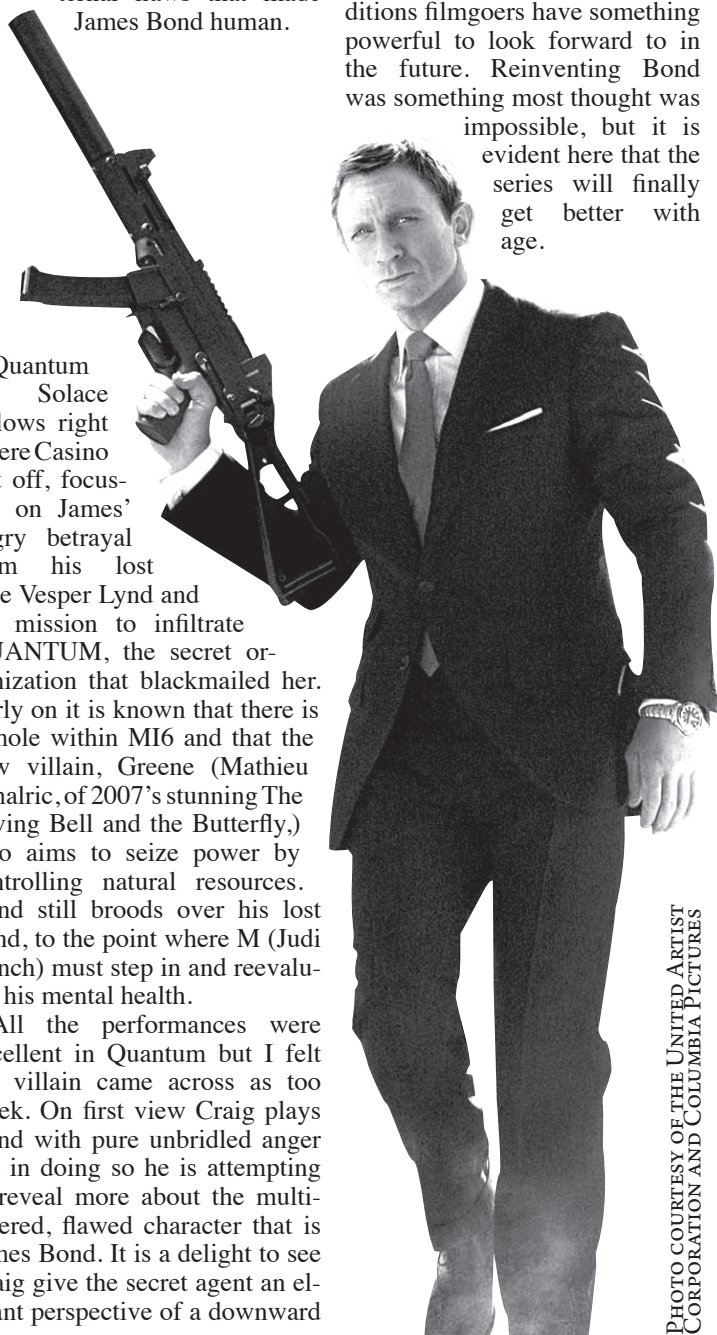 ternal flaws that made
James Bond human.
Quantum
Solace
lows right
ere Casino
t off, focus-
on James’
gry betrayal
m his lost
e Vesper Lynd and
mission to infiltrate
UANTUM, the secret or-
nization that blackmailed her.
rly on it is known that there is
mole within MI6 and that the
w villain, Greene (Mathieu
malric, of 2007’s stunning The
ving Bell and the Butterfly,)
o aims to seize power by
ntrolling natural resources.
nd still broods over his lost
nd, to the point where M (Judi
nch) must step in and reevalu-
his mental health.
All the performances were
cellent in Quantum but I felt
villain came across as too
ek. On first view Craig plays
nd with pure unbridled anger
in doing so he is attempting
reveal more about the multi-
ered, flawed character that is
mes Bond. It is a delight to see
aig give the secret agent an el-
ant perspective of a downward
ditions filmgoers have something
powerful to look forward to in
the future. Reinventing Bond
was something most thought was
impossible, but it is
evident here that the
series will finally
get better with
age.
Photo courtesy of the United Artist
Corporation and Columbia Pictures